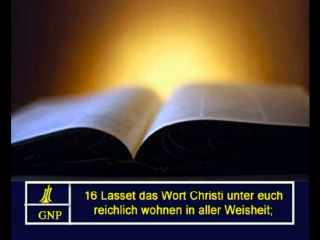 16 Lasset das Wort Christi unter euch
reichlich wohnen in aller Weisheit;
GNP